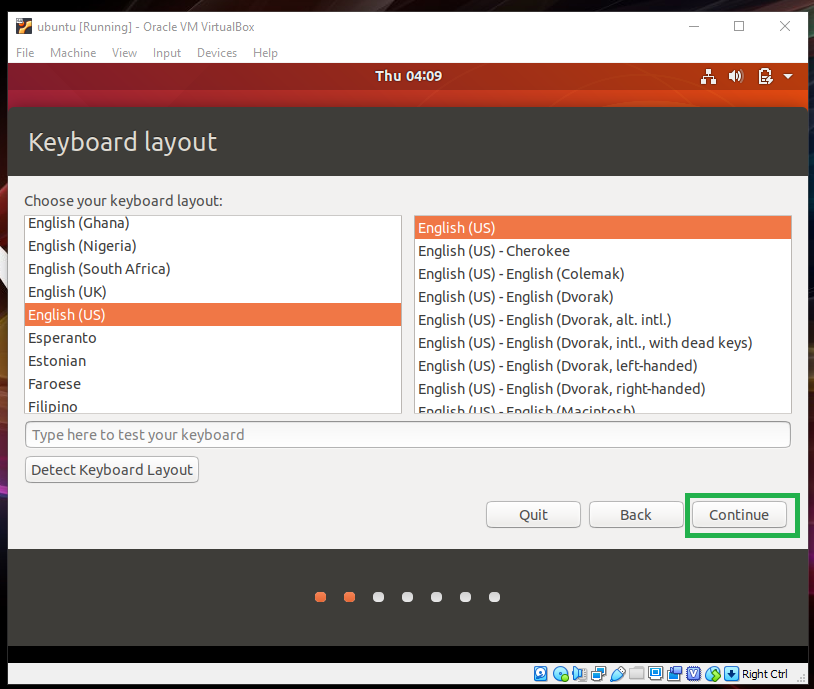 ubuntu [Running] - Oracle VM VirtualBox
File Machine View Input Devices Help
Thu 04:09
Keyboard layout
Choose your keyboard layout:
English (Ghana)
English (Nigeria)
English (South Africa)
English (UK)
English (US)
Esperanto
Estonian
Faroese
Filipino
English (US)
English (US) - Cherokee
English (US) - English (Colemak)
English (US) - English (Dvorak)
English (US) - English (Dvorak, alt. intl.)
English (US) - English (Dvorak, intl., with dead keys)
English (US) - English (Dvorak, left-handed)
English (US) - English (Dvorak, right-handed)
English (US) - English (Macintosh)
Type here to test your keyboard
Detect Keyboard Layout
Quit Back Continue
Right Ctrl